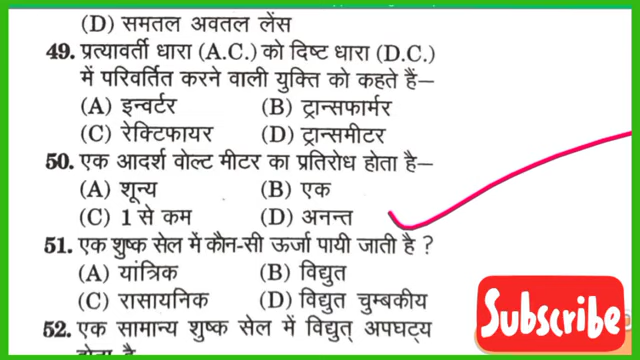 (D) समतल अवतल लेंस
49. प्रत्यावर्ती धारा (A.C.) को दिष्ट धारा (D.C.)
में परिवर्तित करने वाली युक्ति को कहते हैं—
(A) इन्वर्टर (B) ट्रान्सफार्मर
(C) रेक्टिफायर (D) ट्रान्समीटर
50. एक आदर्श वोल्ट मीटर का प्रतिरोध होता है—
(A) शून्य (B) एक
(C) 1 से कम (D) अनन्त
51. एक शुष्क सेल में कौन-सी ऊर्जा पायी जाती है ?
(A) यांत्रिक (B) विद्युत
(C) रासायनिक (D) विद्युत चुम्बकीय
Subscribe
52. एक सामान्य शुष्क सेल में विद्युत् अपघट्य
होता है